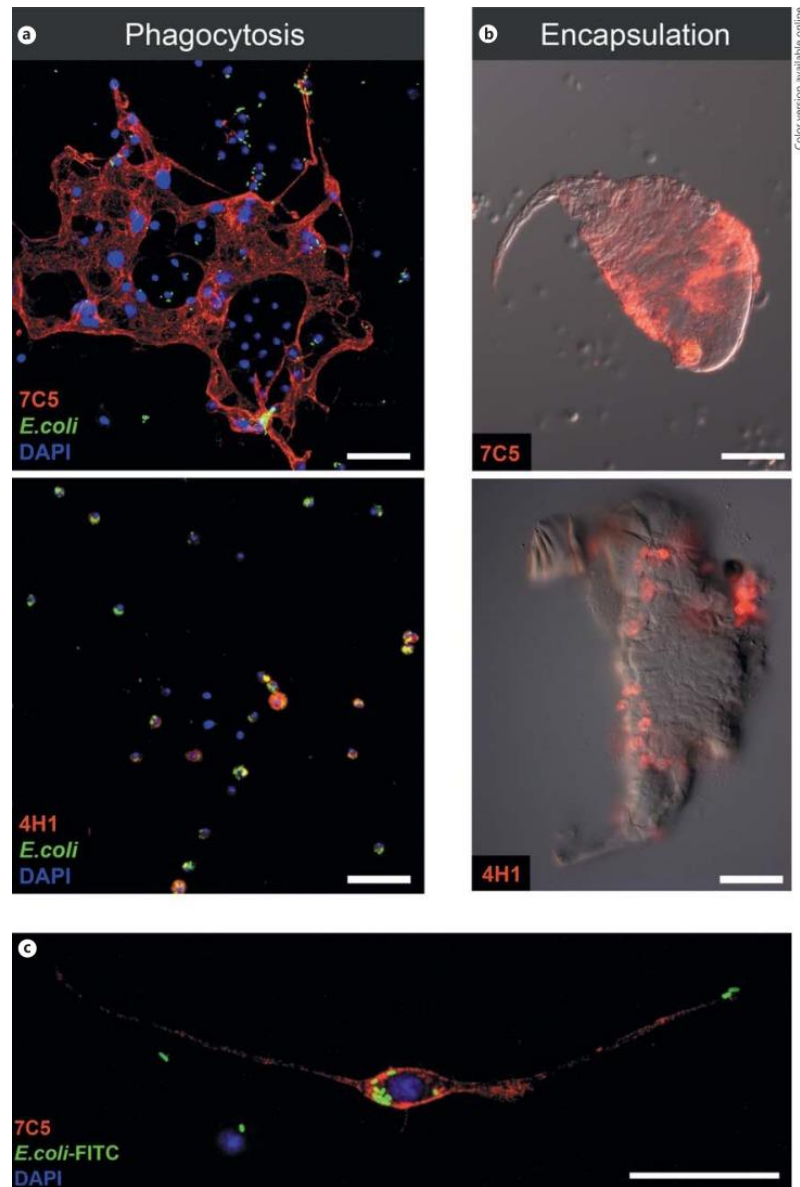 a
Phagocytosis
b
Encapsulation
Color version available online
7C5
E.coli
DAPI
7C5
4H1
E.coli
DAPI
4H1
c
7C5
E.coli-FITC
DAPI